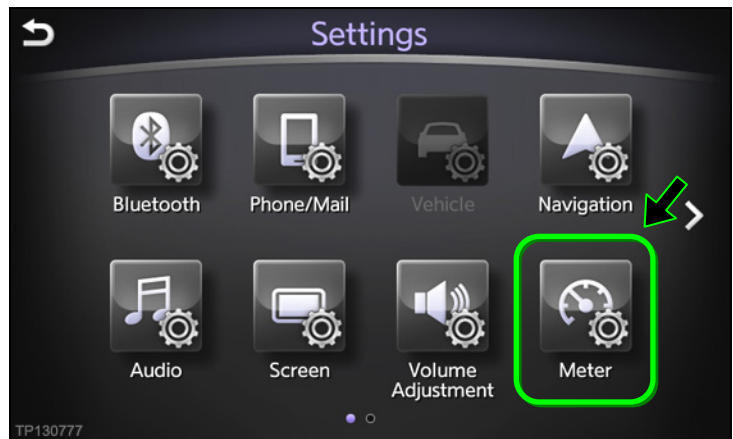 Settings
Bluetooth
Phone/Mail
Vehicle
Navigation
Audio
Screen
Volume
Adjustment
Meter
TP130777